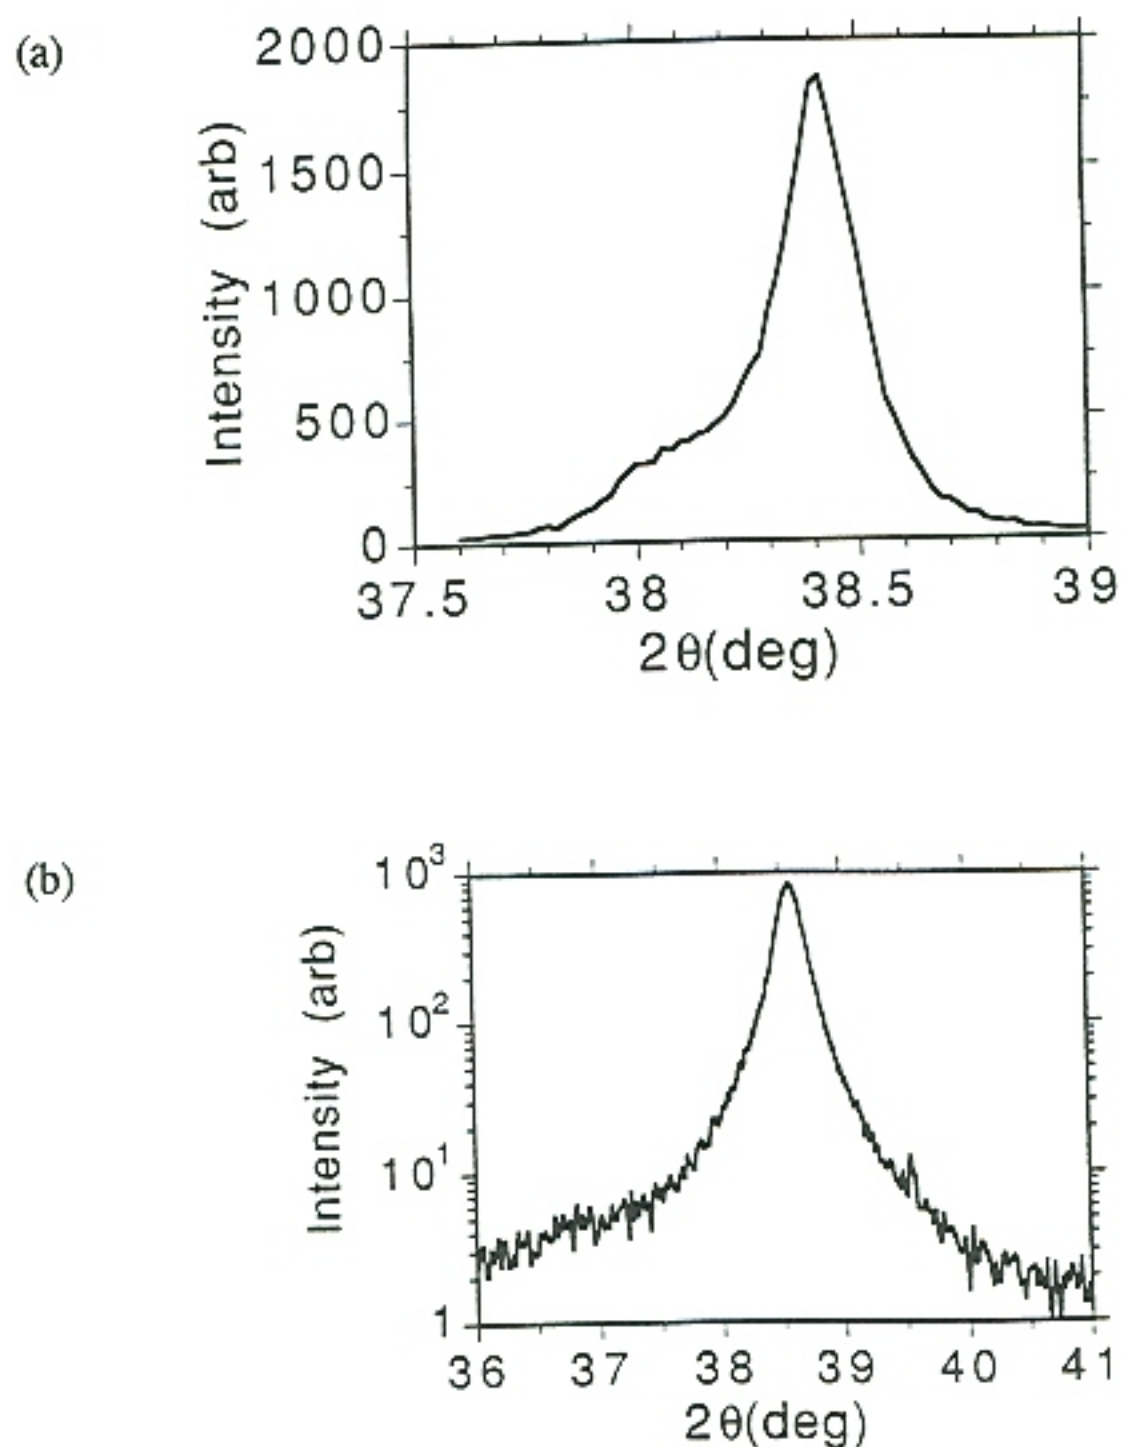 (a)
2000
1500
1000
500
0
Intensity (arb)
37.5 38 38.5 39
2θ(deg)
(b)
10³
10²
10¹
1
Intensity (arb)
36 37 38 39 40 41
2θ(deg)